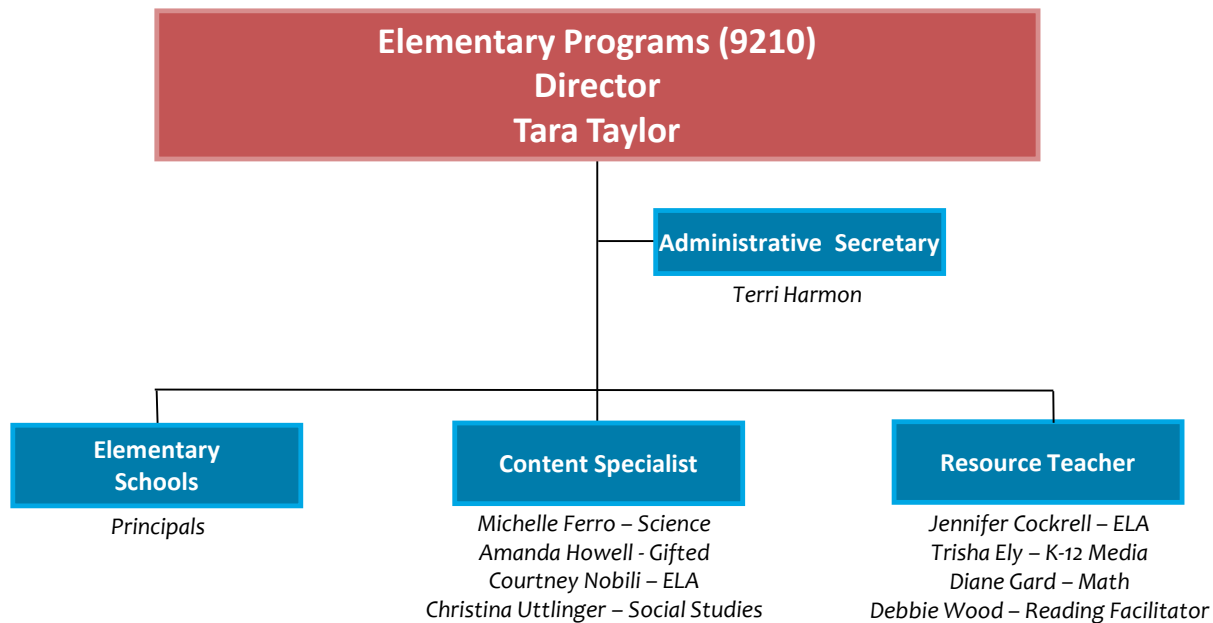 Elementary Programs (9210)
Director
Tara Taylor
Administrative Secretary
Terri Harmon
Elementary
Schools
Principals
Content Specialist
Michelle Ferro – Science
Amanda Howell - Gifted
Courtney Nobili – ELA
Christina Uttlinger – Social Studies
Resource Teacher
Jennifer Cockrell – ELA
Trisha Ely – K-12 Media
Diane Gard – Math
Debbie Wood – Reading Facilitator